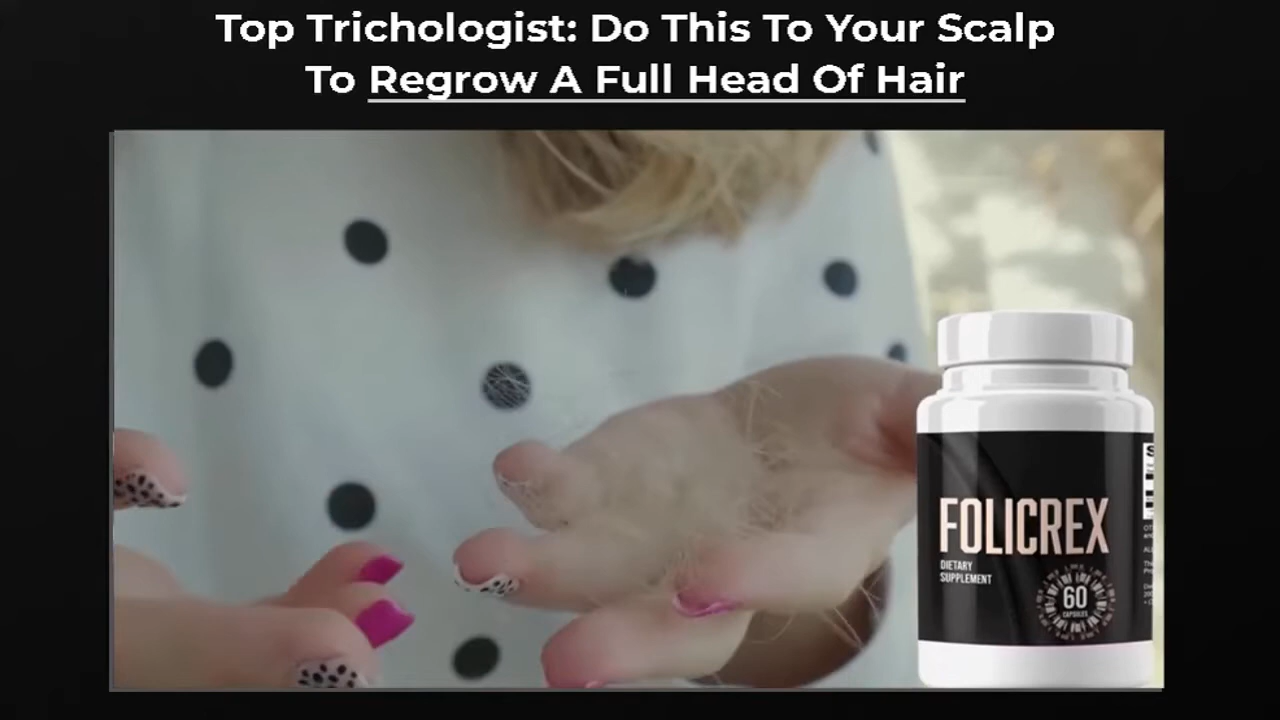 Top Trichologist: Do This To Your Scalp
To Regrow A Full Head Of Hair
FOLICREX
DIETARY
SUPPLEMENT
60
CAPSULES